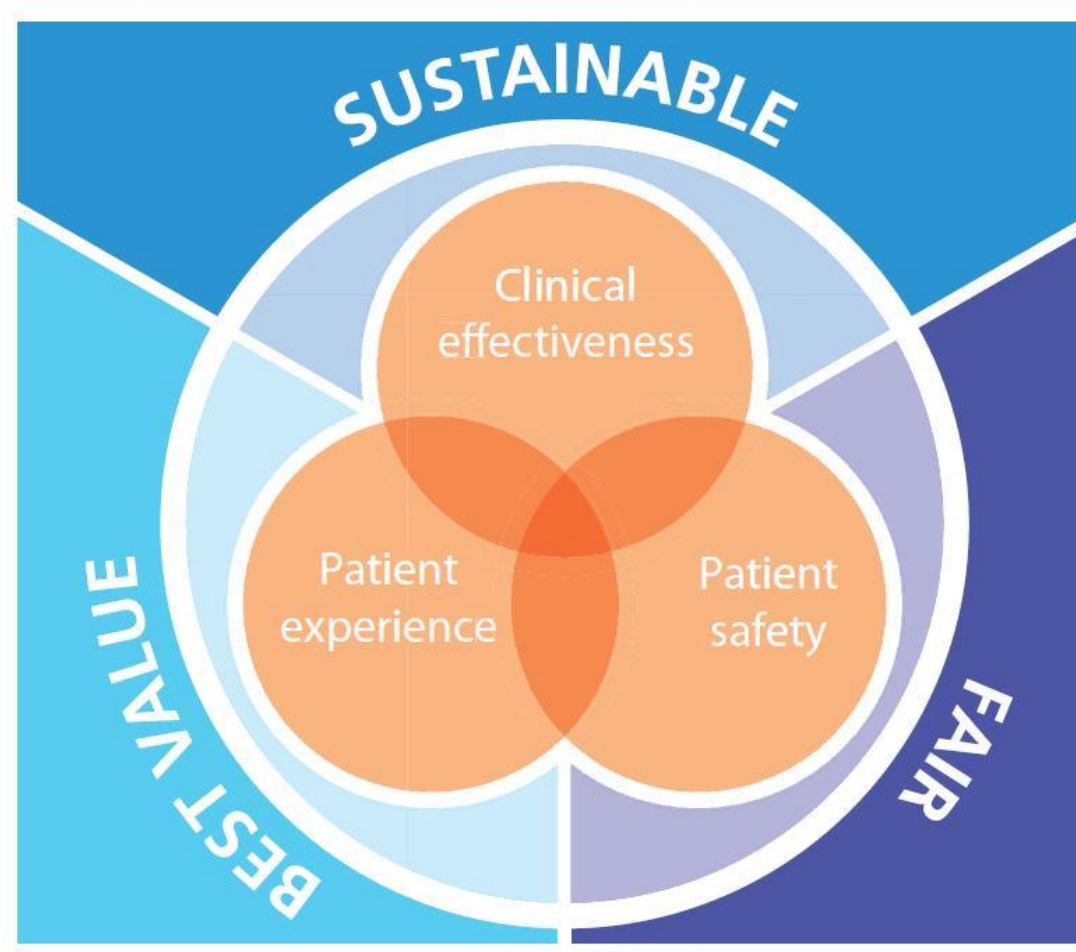 SUSTAINABLE
Clinical
effectiveness
Patient
experience
Patient
safety
BEST VALUE
FAIR